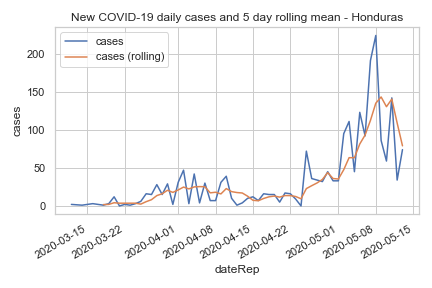 New COVID-19 daily cases and 5 day rolling mean - Honduras
cases
cases (rolling)
cases
200
150
100
50
0
2020-03-15
2020-03-22
2020-04-01
2020-04-08
2020-04-15
2020-04-22
2020-05-01
2020-05-08
2020-05-15
dateRep